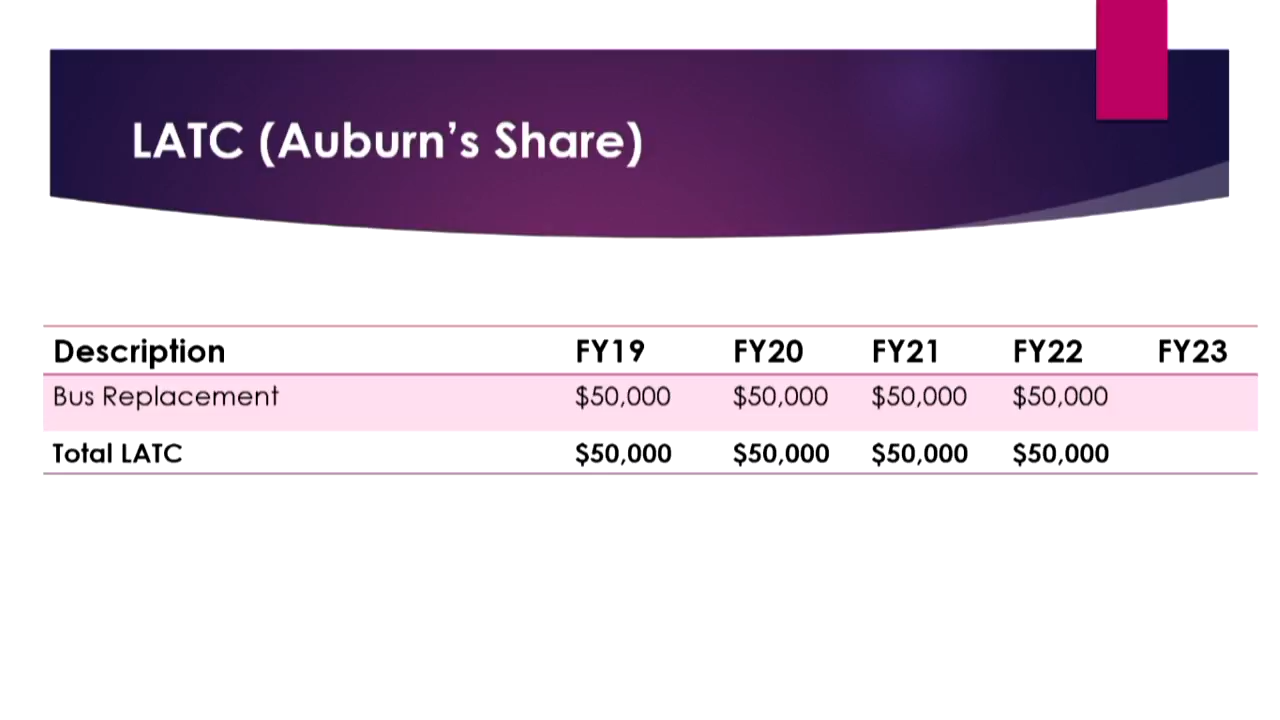 LATC (Auburn’s Share)
Description FY19 FY20 FY21 FY22 FY23
Bus Replacement $50,000 $50,000 $50,000 $50,000
Total LATC $50,000 $50,000 $50,000 $50,000